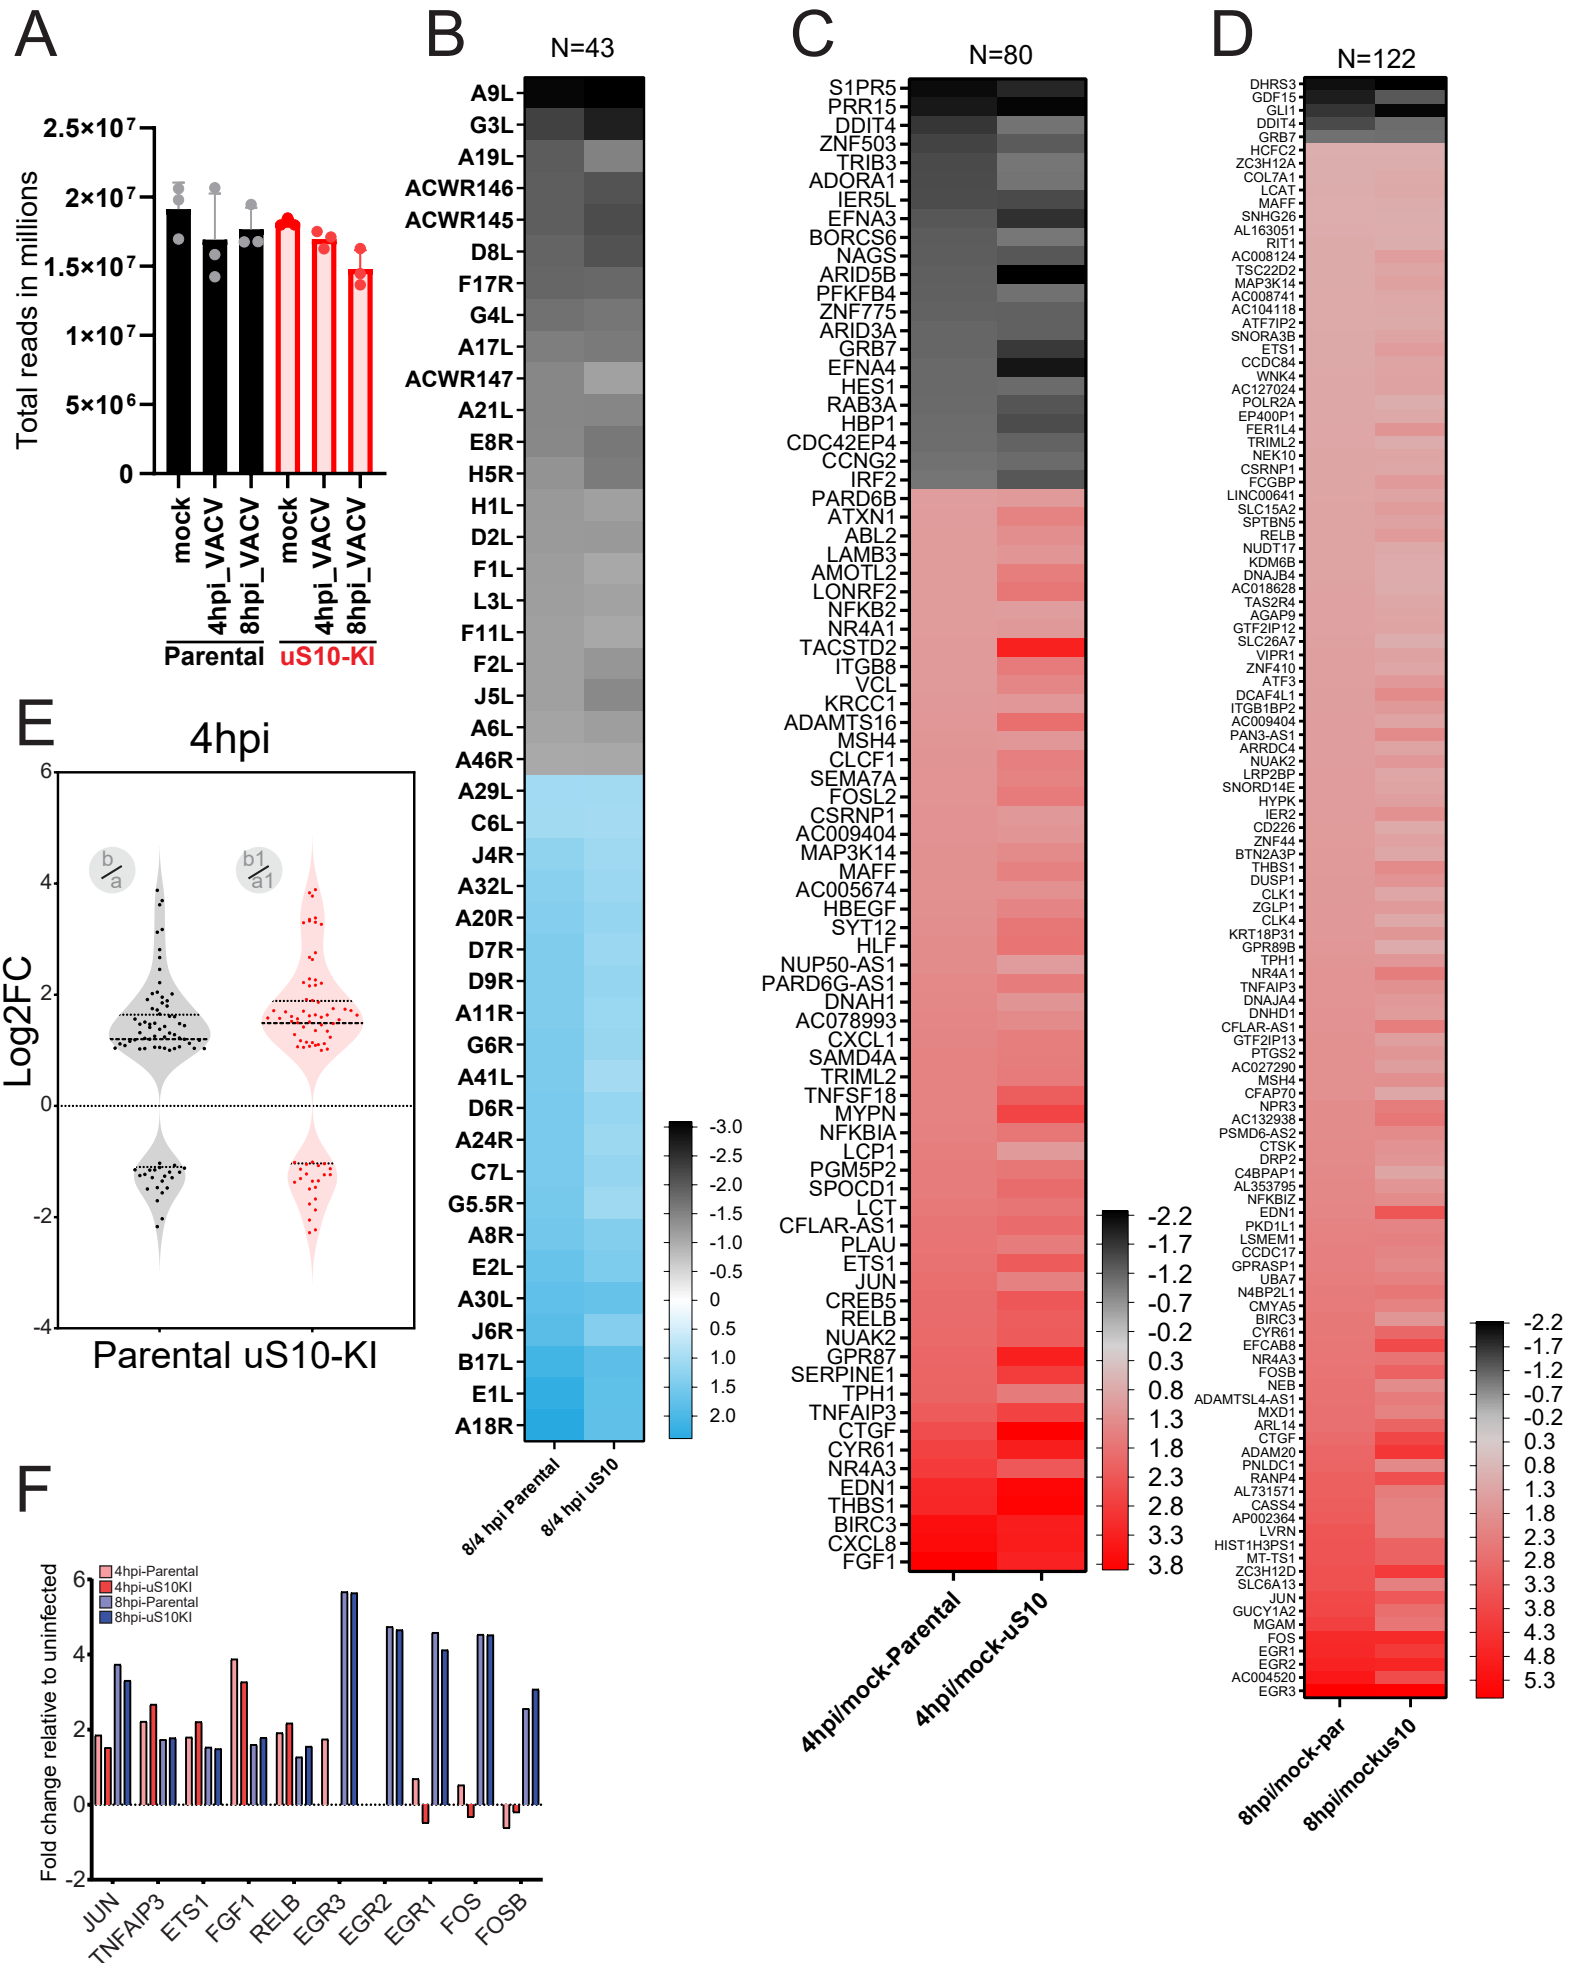 A
Total reads in millions
2.5×10⁷
2×10⁷
1.5×10⁷
1×10⁷
5×10⁶
0
mock
4hpi_VACV
8hpi_VACV
mock
4hpi_VACV
8hpi_VACV
Parental
uS10-KI
B
N=43
A9L
G3L
A19L
ACWR146
ACWR145
D8L
F17R
G4L
A17L
ACWR147
A21L
E8R
H5R
H1L
D2L
F1L
L3L
F11L
F2L
J5L
A6L
A46R
A29L
C6L
J4R
A32L
A20R
D7R
D9R
A11R
G6R
A41L
D6R
A24R
C7L
G5.5R
A8R
E2L
A30L
J6R
B17L
E1L
A18R
8/4 hpi Parental
8/4 hpi uS10
-3.0
-2.5
-2.0
-1.5
-1.0
-0.5
0
0.5
1.0
1.5
2.0
C
N=80
S1PR5
PRR15
DDIT4
ZNF503
TRIB3
ADORA1
IER5L
EFNA3
BORCS6
NAGS
ARID5B
PFKFB4
ZNF775
ARID3A
GRB7
EFNA4
HES1
RAB3A
HBP1
CDC42EP4
CCNG2
IRF2
PARD6B
ATXN1
ABL2
LAMB3
AMOTL2
LONRF2
NFKB2
NR4A1
TACSTD2
ITGB8
VCL
KRCC1
ADAMTS16
MSH4
CLCF1
SEMA7A
FOSL2
CSRNP1
AC009404
MAP3K14
MAFF
AC005674
HBEGF
SYT12
HLF
NUP50-AS1
PARD6G-AS1
DNAH1
AC078993
CXCL1
SAMD4A
TRIML2
TNFSF18
MYPN
NFKBIA
LCP1
PGM5P2
SPOCD1
LCT
CFLAR-AS1
PLAU
ETS1
JUN
CREB5
RELB
NUAK2
GPR87
SERPINE1
TPH1
TNFAIP3
CTGF
CYR61
NR4A3
EDN1
THBS1
BIRC3
CXCL8
FGF1
4hpi/mock-Parental
4hpi/mock-uS10
-2.2
-1.7
-1.2
-0.7
-0.2
0.3
0.8
1.3
1.8
2.3
2.8
3.3
3.8
D
N=122
DHRS3
GDF15
GLI1
DDIT4
GRB7
HCFC2
ZC3H12A
COL7A1
LCAT
MAFF
SNHG26
AL163051
RIT1
AC008124
TSC22D2
MAP3K14
AC008741
AC104118
ATF7IP2
SNORA3B
ETS1
CCDC84
WNK4
AC127024
POLR2A
EP400P1
FER1L4
TRIML2
NEK10
CSRNP1
FCGBP
LINC00641
SLC15A2
SPTBN5
RELB
NUDT17
KDM6B
DNAJB4
AC018628
TAS2R4
AGAP9
GTF2IP12
SLC26A7
VIPR1
ZNF410
ATF3
DCAF4L1
ITGB1BP2
AC009404
PAN3-AS1
ARRDC4
NUAK2
LRP2BP
SNORD14E
HYPK
IER2
CD226
ZNF44
BTN2A3P
THBS1
DUSP1
CLK1
ZGLP1
CLK4
KRT18P31
GPR89B
TPH1
NR4A1
TNFAIP3
DNAJA4
DNHD1
CFLAR-AS1
GTF2IP13
PTGS2
AC027290
MSH4
CFAP70
NPR3
AC132938
PSMD6-AS2
CTSK
DRP2
C4BPAP1
AL353795
NFKBIZ
EDN1
PKD1L1
LSMEM1
CCDC17
GPRASP1
UBA7
N4BP2L1
CMYA5
BIRC3
CYR61
EFCAB8
NR4A3
FOSB
NEB
ADAMTSL4-AS1
MXD1
ARL14
CTGF
ADAM20
PNLDC1
RANP4
AL731571
CASS4
AP002364
LVRN
HIST1H3PS1
MT-TS1
ZC3H12D
SLC6A13
JUN
GUCY1A2
MGAM
FOS
EGR1
EGR2
AC004520
EGR3
8hpi/mock-par
8hpi/mockus10
-2.2
-1.7
-1.2
-0.7
-0.2
0.3
0.8
1.3
1.8
2.3
2.8
3.3
3.8
4.3
4.8
5.3
E
4hpi
Log2FC
6
4
2
0
-2
-4
b
a
b1
a1
Parental uS10-KI
F
Fold change relative to uninfected
6
4
2
0
-2
4hpi-Parental
4hpi-uS10KI
8hpi-Parental
8hpi-uS10KI
JUN
TNFAIP3
ETS1
FGF1
RELB
EGR3
EGR2
EGR1
FOS
FOSB